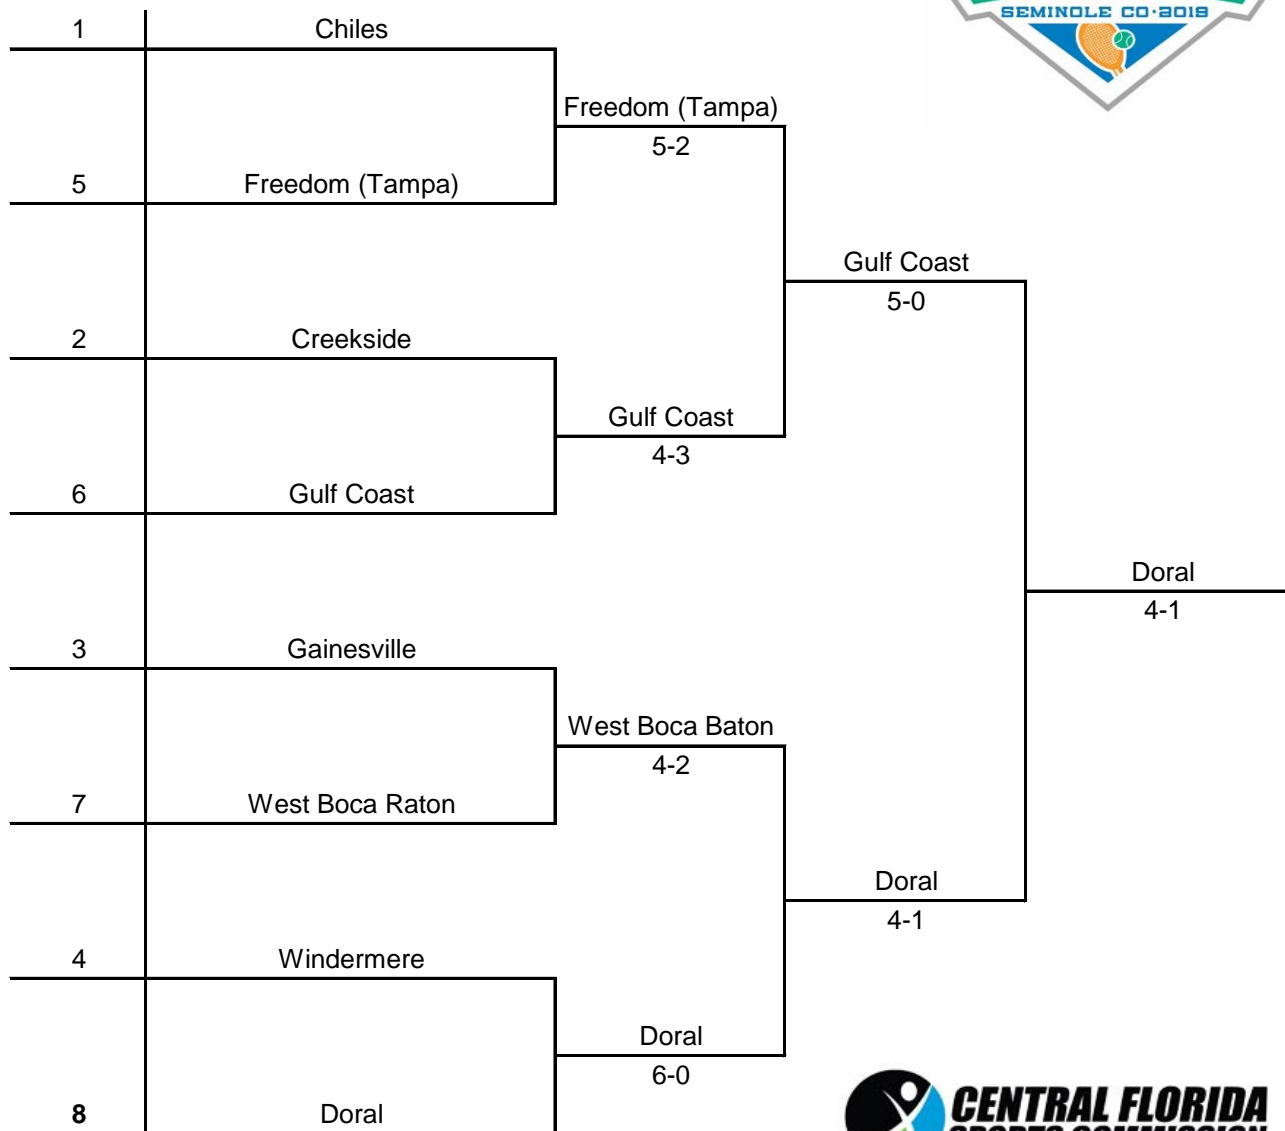 SEMINOLE CO·2019
1 Chiles
Freedom (Tampa)
5-2
5 Freedom (Tampa)
Gulf Coast
5-0
2 Creekside
Gulf Coast
4-3
6 Gulf Coast
Doral
4-1
3 Gainesville
West Boca Baton
4-2
7 West Boca Raton
Doral
4-1
4 Windermere
Doral
6-0
8 Doral
CENTRAL FLORIDA
SPORTS COMMISSION